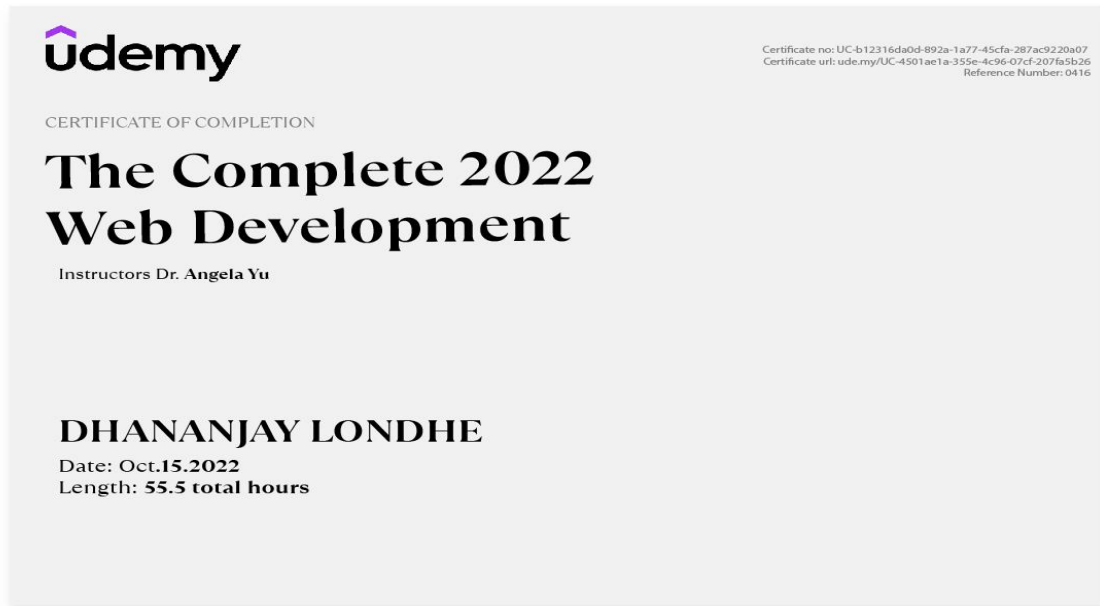 udemy
Certificate no: UC-b12316da0d-892a-1a77-45cfa-287ac9220a07
Certificate url: ude.my/UC-4501ae1a-355e-4c96-07cf-207fa5b26
Reference Number: 0416
CERTIFICATE OF COMPLETION
The Complete 2022
Web Development
Instructors Dr. Angela Yu
DHANANJAY LONDHE
Date: Oct.15.2022
Length: 55.5 total hours